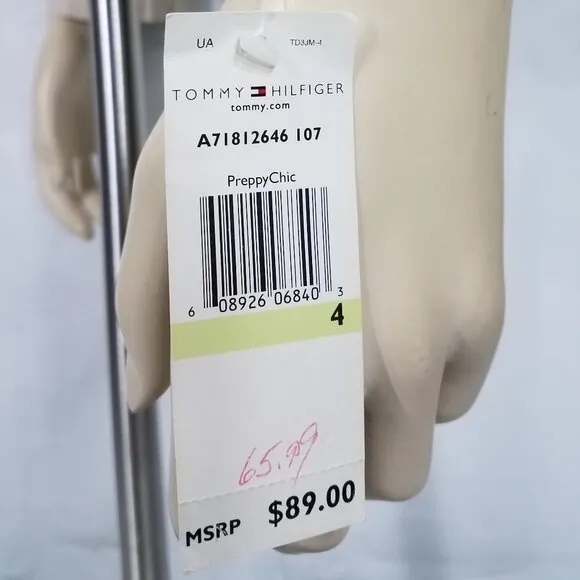 UA TD3JM-4
TOMMY HILFIGER
tommy.com
A71812646 107
PreppyChic
6 08926 06840 3
4
65.99
MSRP $89.00